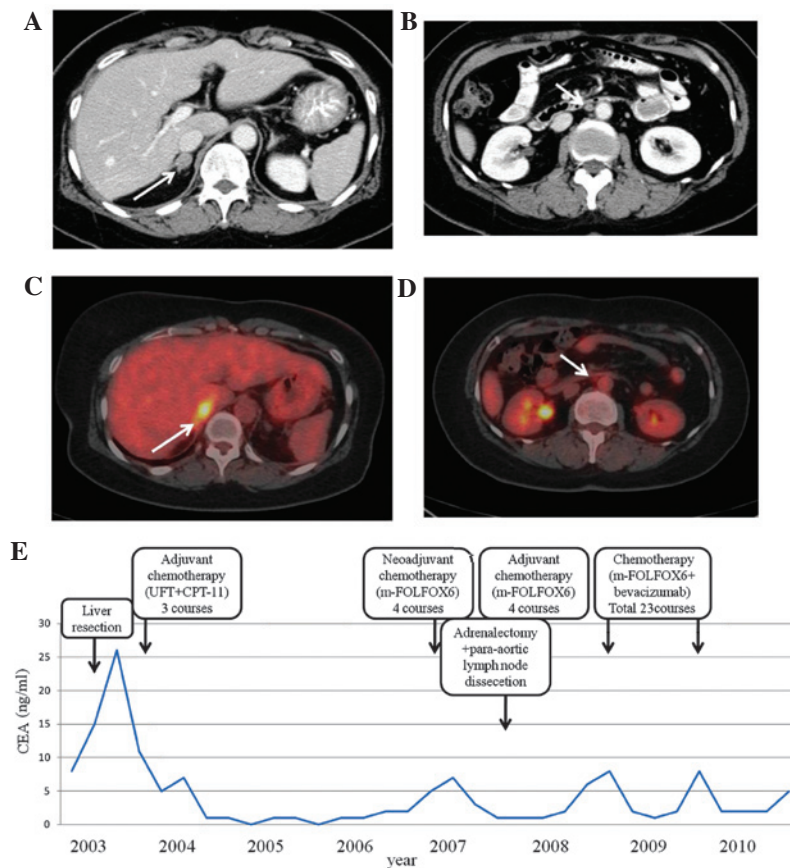 A
B
C
D
E
Adjuvant
chemotherapy
(UFT+CPT-11)
3 courses
Neoadjuvant
chemotherapy
(m-FOLFOX6)
4 courses
Adjuvant
chemotherapy
(m-FOLFOX6)
4 courses
Chemotherapy
(m-FOLFOX6+
bevacizumab)
Total 23courses
Liver
resection
Adrenalectomy
+para-aortic
lymph node
dissecetion
CEA (ng/ml)
30
25
20
15
10
5
0
2003 2004 2005 2006 2007 2008 2009 2010
year